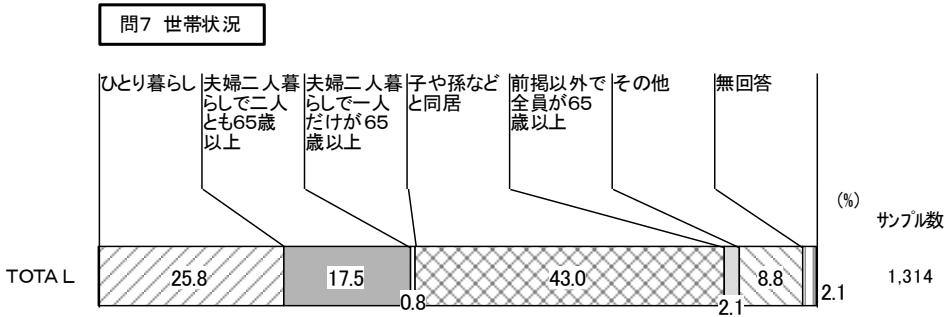 問7 世帯状況
ひとり暮らし
夫婦二人暮
らしで二人
とも65歳
以上
夫婦二人暮
らしで一人
だけが65
歳以上
子や孫など
と同居
前掲以外で
全員が65
歳以上
その他
無回答
(%)
サンプル数
TOTAL
25.8
17.5
0.8
43.0
2.1
8.8
2.1
1,314